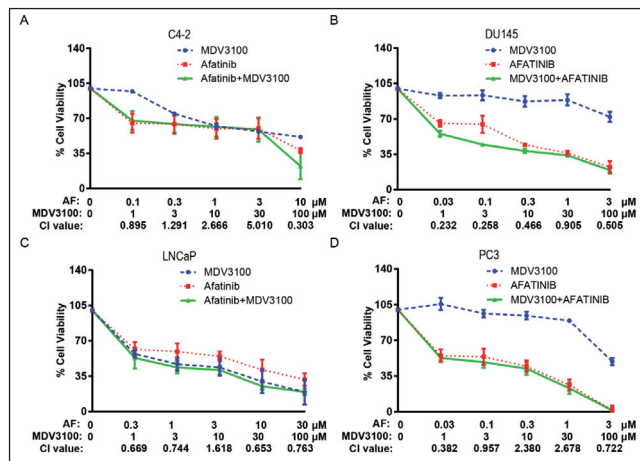 A
C4-2
MDV3100
Afatinib
Afatinib+MDV3100
% Cell Viability
140
105
70
35
0
AF: 0 0.1 0.3 1 3 10 µM
MDV3100: 0 1 3 10 30 100 µM
CI value: 0.895 1.291 2.666 5.010 0.303
B
DU145
MDV3100
AFATINIB
MDV3100+AFATINIB
% Cell Viability
140
105
70
35
0
0 0.03 0.1 0.3 1 3 µM
0 1 3 10 30 100 µM
0.232 0.258 0.466 0.905 0.505
C
LNCaP
MDV3100
Afatinib
Afatinib+MDV3100
% Cell Viability
140
105
70
35
0
AF: 0 0.3 1 3 10 30 µM
MDV3100: 0 1 3 10 30 100 µM
CI value: 0.669 0.744 1.618 0.653 0.763
D
PC3
MDV3100
AFATINIB
MDV3100+AFATINIB
% Cell Viability
140
105
70
35
0
0 0.03 0.1 0.3 1 3 µM
0 1 3 10 30 100 µM
0.382 0.957 2.380 2.678 0.722